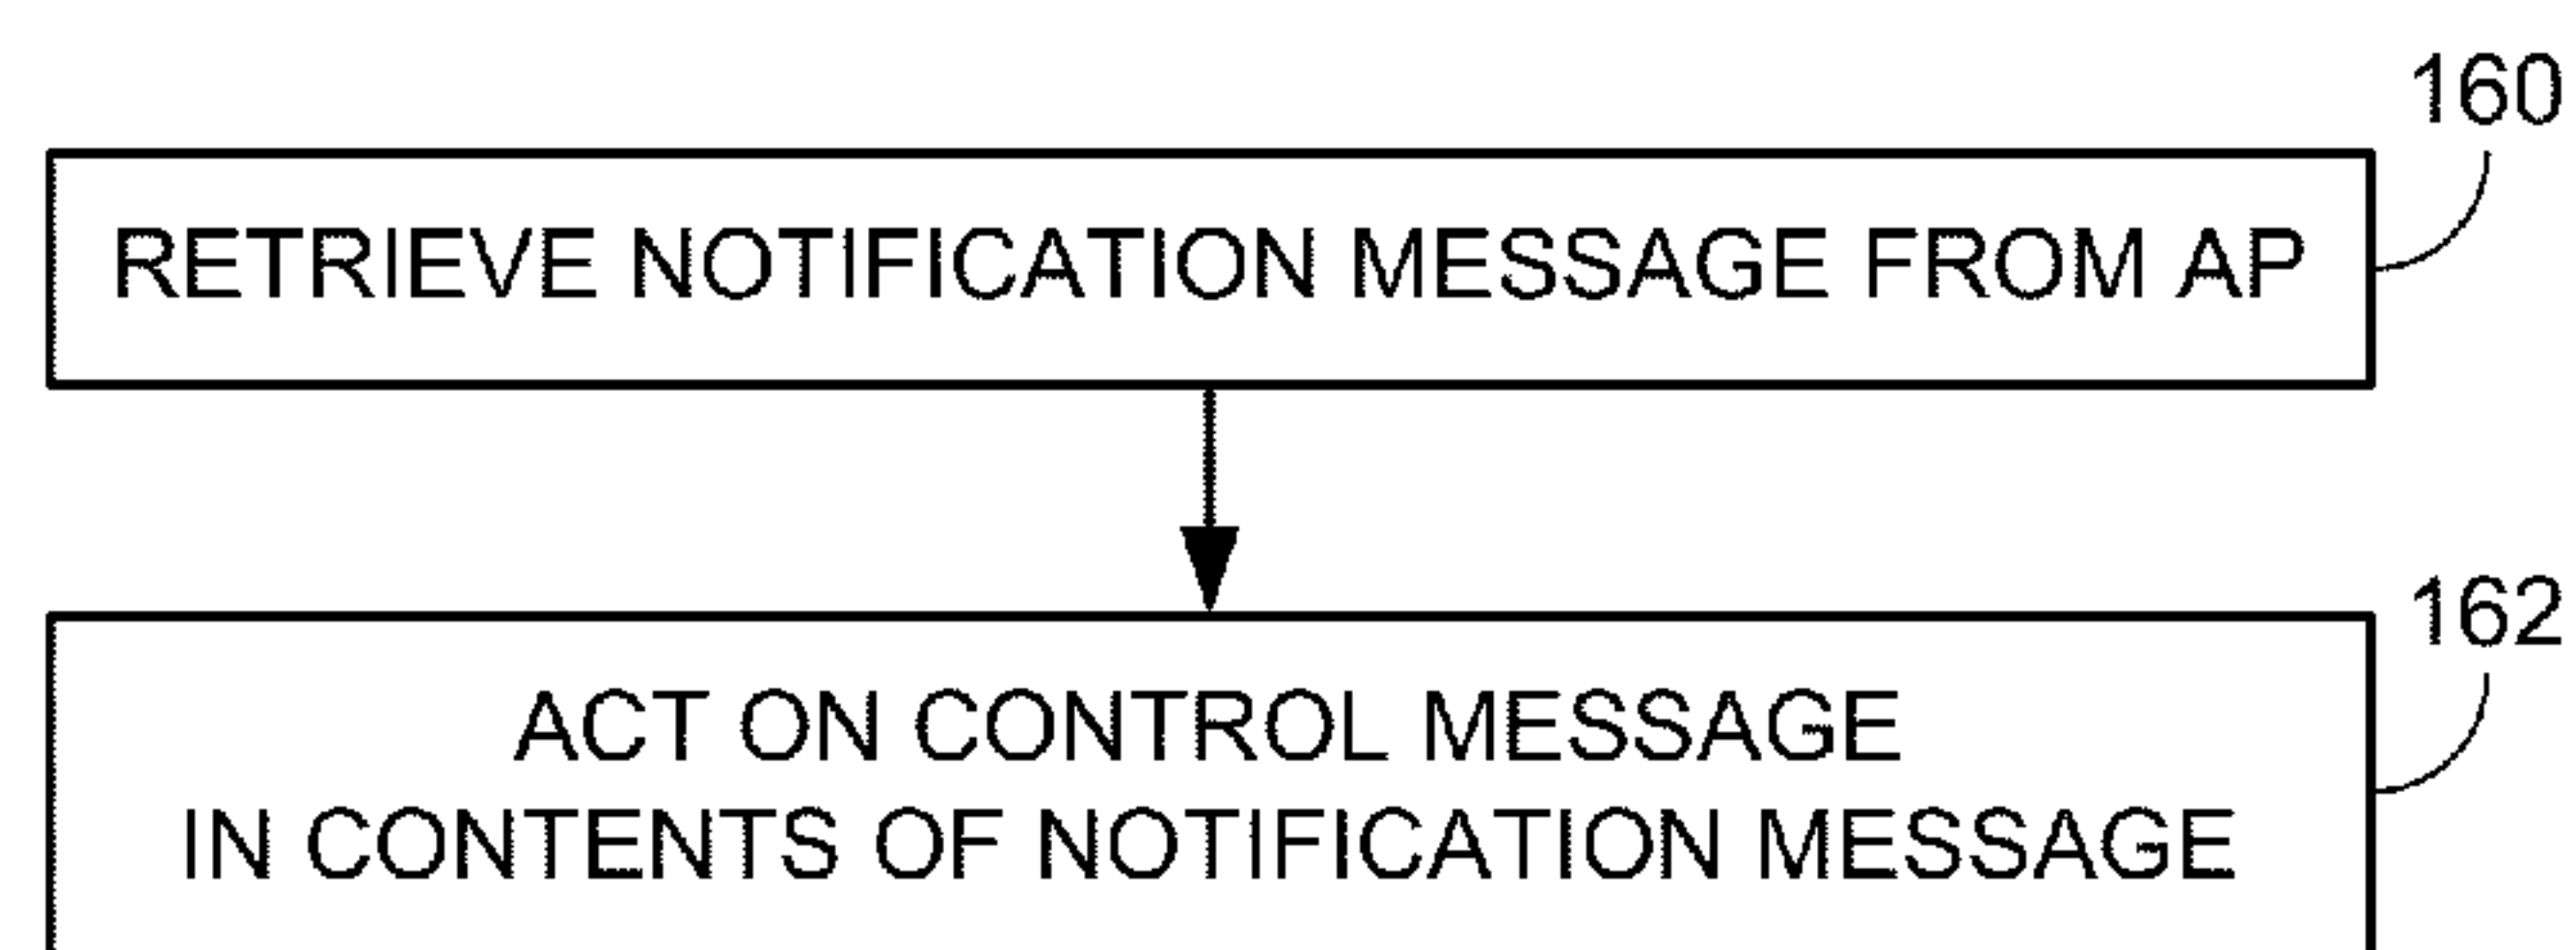 160
RETRIEVE NOTIFICATION MESSAGE FROM AP
162
ACT ON CONTROL MESSAGE
IN CONTENTS OF NOTIFICATION MESSAGE